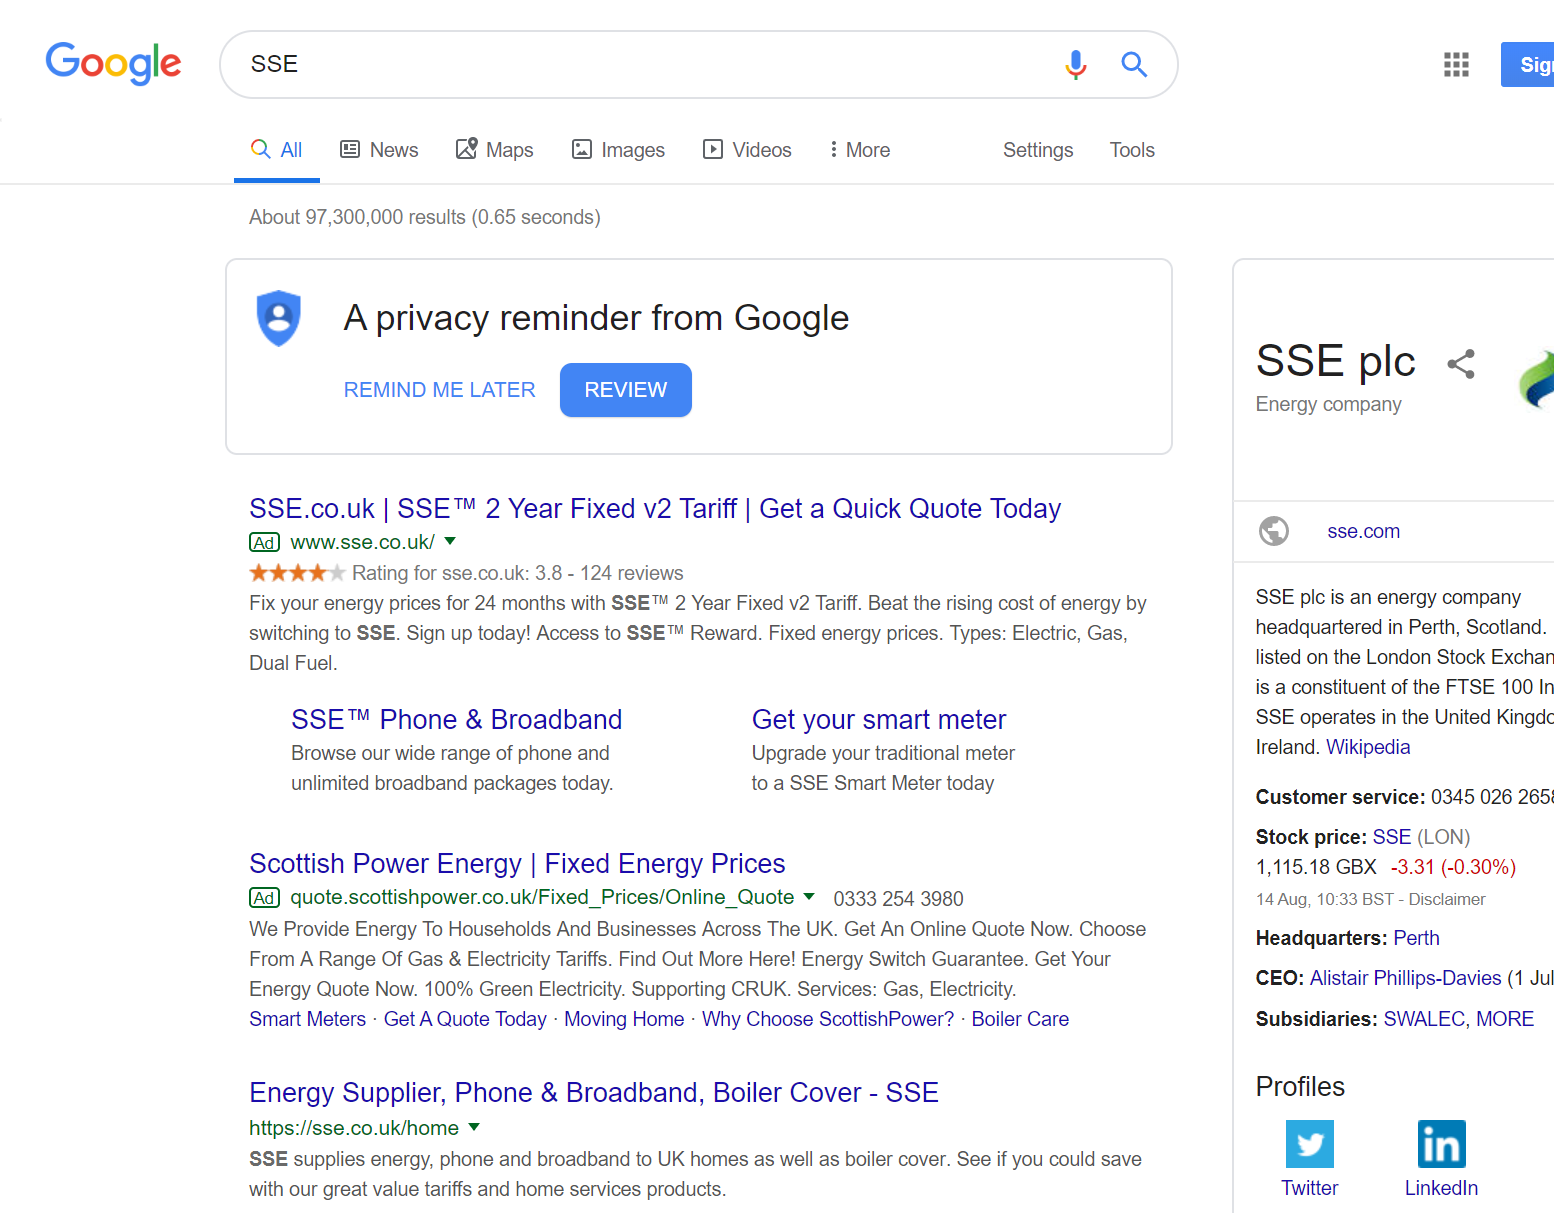 Google
SSE
Sign
All
News
Maps
Images
Videos
More
Settings
Tools
About 97,300,000 results (0.65 seconds)
A privacy reminder from Google
REMIND ME LATER
REVIEW
SSE.co.uk | SSE™ 2 Year Fixed v2 Tariff | Get a Quick Quote Today
Ad www.sse.co.uk/
Rating for sse.co.uk: 3.8 - 124 reviews
Fix your energy prices for 24 months with SSE™ 2 Year Fixed v2 Tariff. Beat the rising cost of energy by
switching to SSE. Sign up today! Access to SSE™ Reward. Fixed energy prices. Types: Electric, Gas,
Dual Fuel.
SSE™ Phone & Broadband
Browse our wide range of phone and
unlimited broadband packages today.
Get your smart meter
Upgrade your traditional meter
to a SSE Smart Meter today
Scottish Power Energy | Fixed Energy Prices
Ad quote.scottishpower.co.uk/Fixed_Prices/Online_Quote 0333 254 3980
We Provide Energy To Households And Businesses Across The UK. Get An Online Quote Now. Choose
From A Range Of Gas & Electricity Tariffs. Find Out More Here! Energy Switch Guarantee. Get Your
Energy Quote Now. 100% Green Electricity. Supporting CRUK. Services: Gas, Electricity.
Smart Meters · Get A Quote Today · Moving Home · Why Choose ScottishPower? · Boiler Care
Energy Supplier, Phone & Broadband, Boiler Cover - SSE
https://sse.co.uk/home
SSE supplies energy, phone and broadband to UK homes as well as boiler cover. See if you could save
with our great value tariffs and home services products.
SSE plc
Energy company
sse.com
SSE plc is an energy company
headquartered in Perth, Scotland.
listed on the London Stock Exchan
is a constituent of the FTSE 100 In
SSE operates in the United Kingdo
Ireland. Wikipedia
Customer service: 0345 026 2658
Stock price: SSE (LON)
1,115.18 GBX -3.31 (-0.30%)
14 Aug, 10:33 BST - Disclaimer
Headquarters: Perth
CEO: Alistair Phillips-Davies (1 Jul
Subsidiaries: SWALEC, MORE
Profiles
Twitter
in
LinkedIn